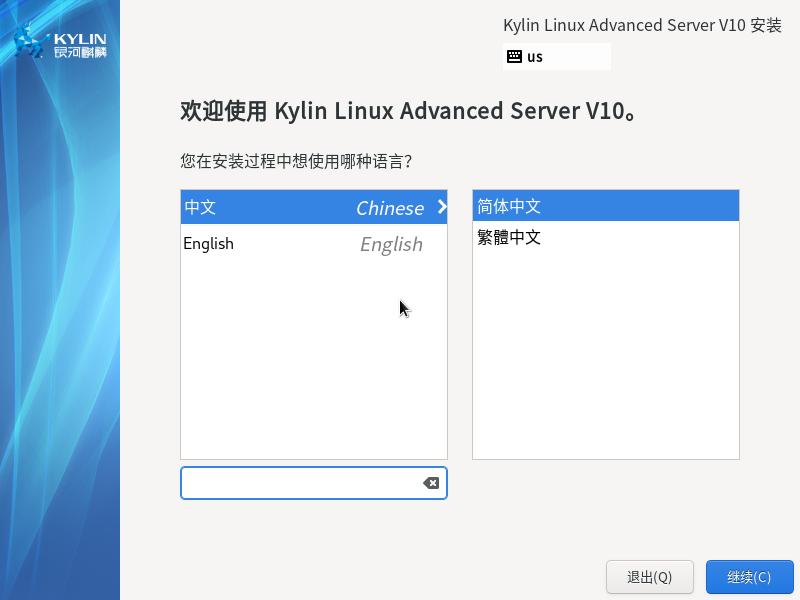 KYLIN
银河麒麟
Kylin Linux Advanced Server V10 安装
us
欢迎使用 Kylin Linux Advanced Server V10。
您在安装过程中想使用哪种语言？
中文 Chinese
English English
简体中文
繁體中文
退出(Q)
继续(C)